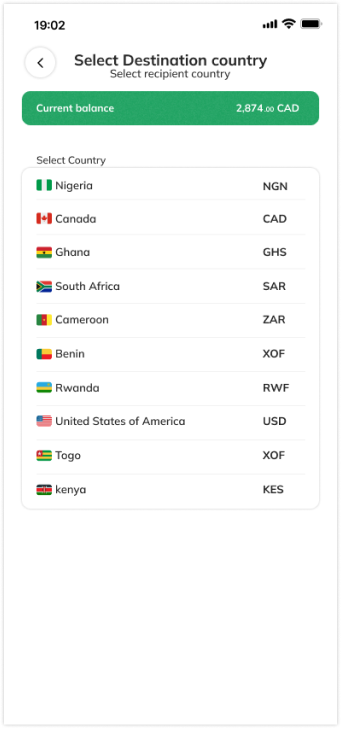 19:02
Select Destination country
Select recipient country
Current balance 2,874.00 CAD
Select Country
Nigeria NGN
Canada CAD
Ghana GHS
South Africa SAR
Cameroon ZAR
Benin XOF
Rwanda RWF
United States of America USD
Togo XOF
kenya KES